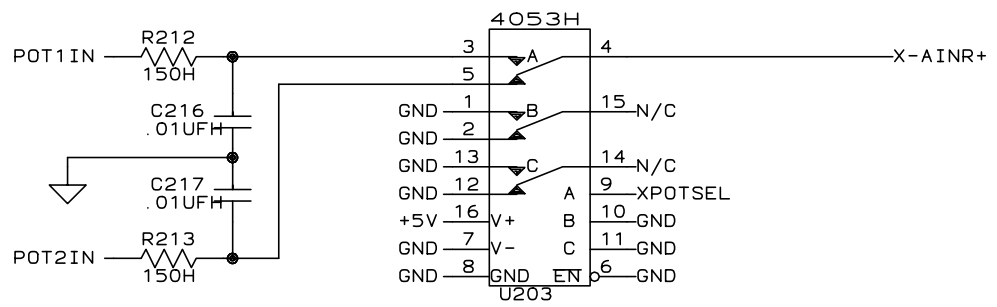 4053H
R212
POT1IN
150H
3
A
4
X-AINR+
5
C216
.01UFH
GND
1
B
15
N/C
GND
2
GND
13
C
14
N/C
C217
.01UFH
GND
12
A
9
XPOTSEL
+5V
16
V+
B
10
GND
R213
GND
7
V-
C
11
GND
POT2IN
150H
GND
8
GND
EN
6
GND
U203